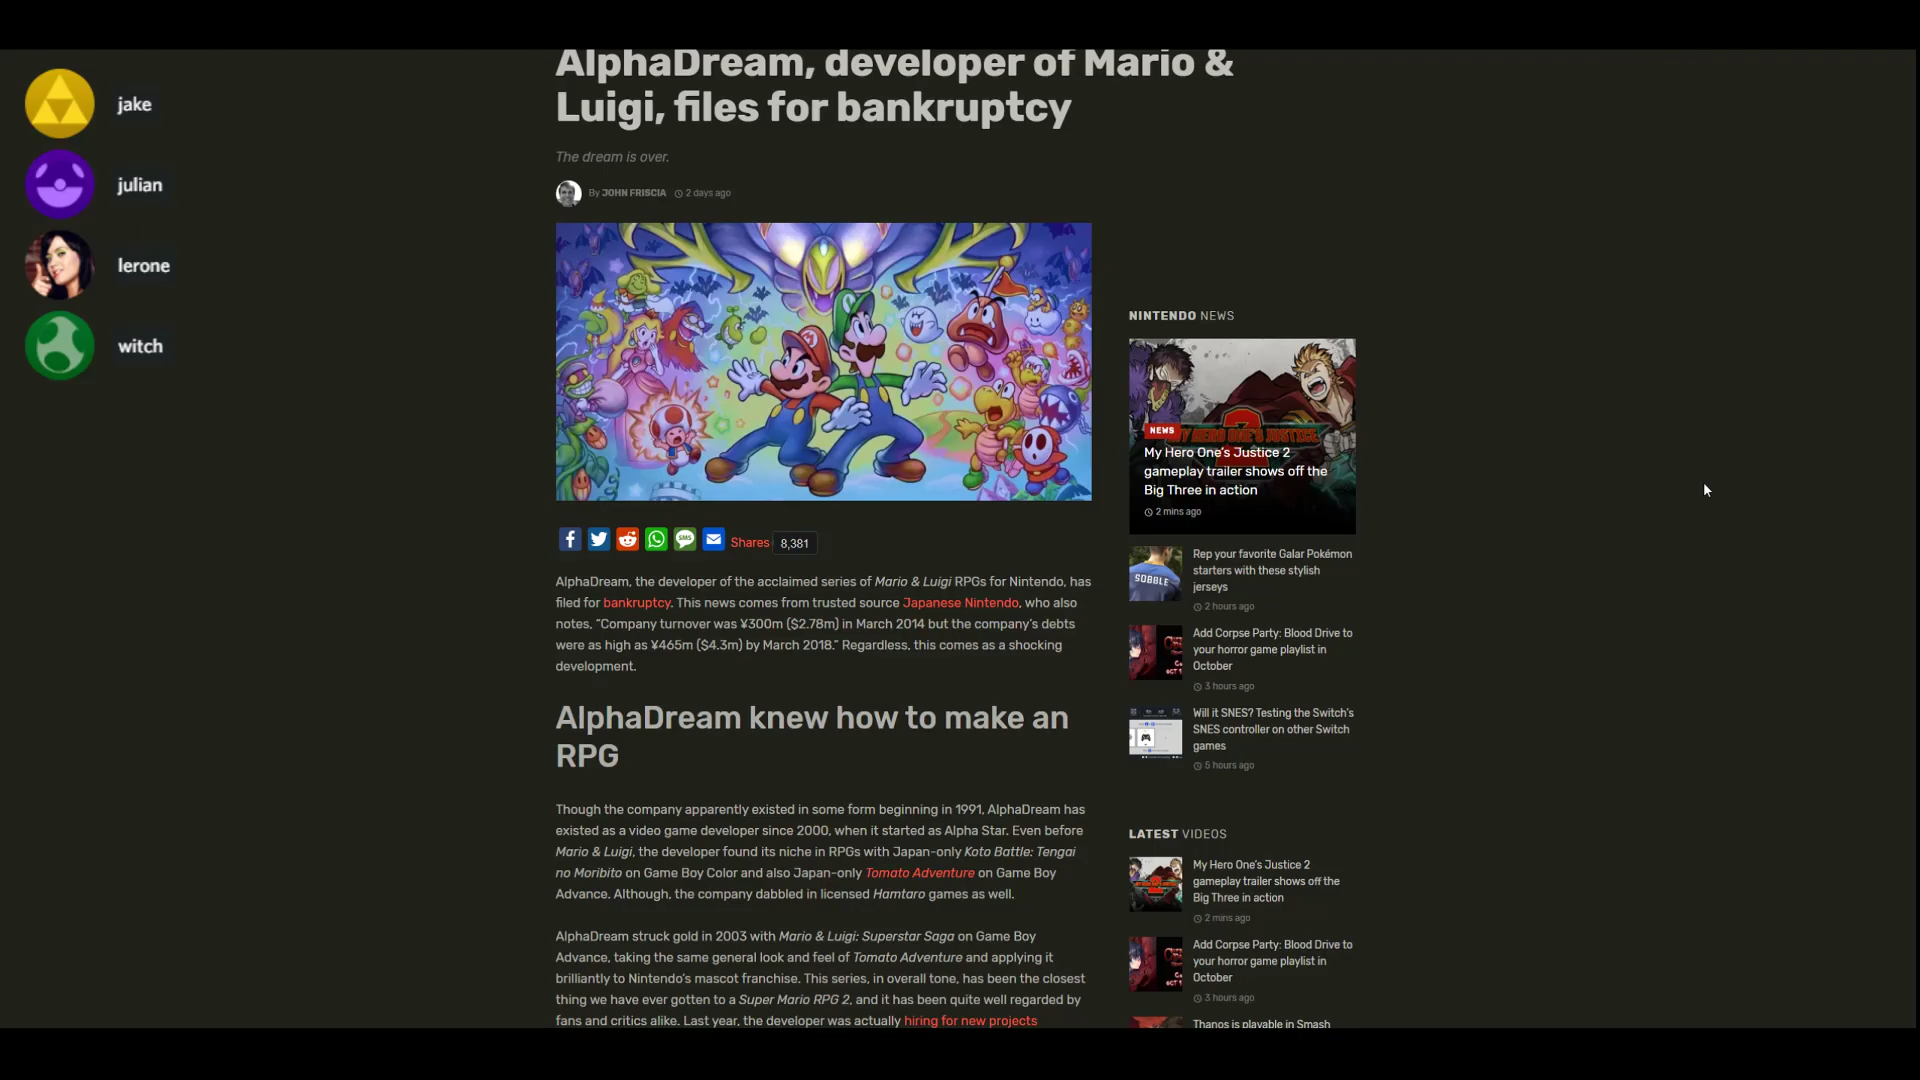 AlphaDream, developer of Mario &
Luigi, files for bankruptcy
The dream is over.
By JOHN FRISCIA 2 days ago
jake
julian
lerone
witch
Shares 8,381
AlphaDream, the developer of the acclaimed series of Mario & Luigi RPGs for Nintendo, has
filed for bankruptcy. This news comes from trusted source Japanese Nintendo, who also
notes, “Company turnover was ¥300m ($2.78m) in March 2014 but the company’s debts
were as high as ¥465m ($4.3m) by March 2018.” Regardless, this comes as a shocking
development.
AlphaDream knew how to make an
RPG
Though the company apparently existed in some form beginning in 1991, AlphaDream has
existed as a video game developer since 2000, when it started as Alpha Star. Even before
Mario & Luigi, the developer found its niche in RPGs with Japan-only Koto Battle: Tengai
no Moribito on Game Boy Color and also Japan-only Tomato Adventure on Game Boy
Advance. Although, the company dabbled in licensed Hamtaro games as well.
AlphaDream struck gold in 2003 with Mario & Luigi: Superstar Saga on Game Boy
Advance, taking the same general look and feel of Tomato Adventure and applying it
brilliantly to Nintendo’s mascot franchise. This series, in overall tone, has been the closest
thing we have ever gotten to a Super Mario RPG 2, and it has been quite well regarded by
fans and critics alike. Last year, the developer was actually hiring for new projects
NINTENDO NEWS
MY HERO ONE'S JUSTICE
2
NEWS
My Hero One’s Justice 2
gameplay trailer shows off the
Big Three in action
2 mins ago
SOBBLE
Rep your favorite Galar Pokémon
starters with these stylish
jerseys
2 hours ago
Add Corpse Party: Blood Drive to
your horror game playlist in
October
3 hours ago
Will it SNES? Testing the Switch’s
SNES controller on other Switch
games
5 hours ago
LATEST VIDEOS
My Hero One’s Justice 2
gameplay trailer shows off the
Big Three in action
2 mins ago
Add Corpse Party: Blood Drive to
your horror game playlist in
October
3 hours ago
Thanos is playable in Smash